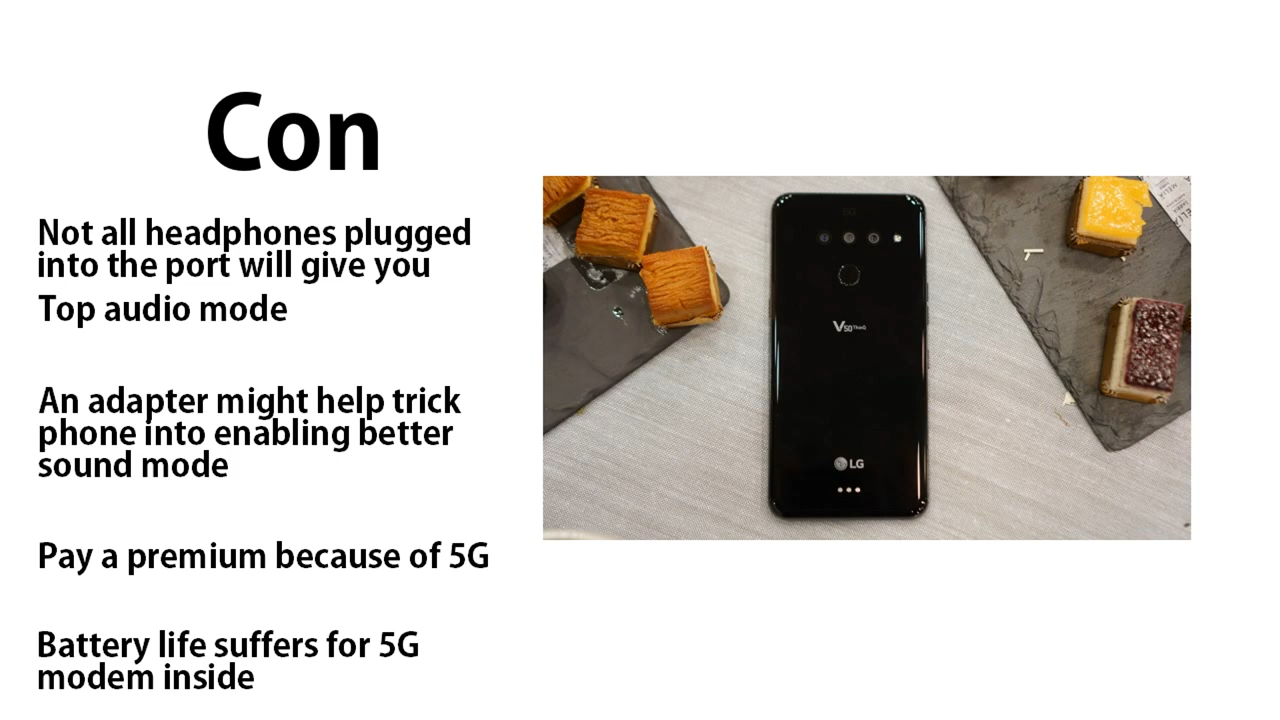 Con
Not all headphones plugged
into the port will give you
Top audio mode
An adapter might help trick
phone into enabling better
sound mode
Pay a premium because of 5G
Battery life suffers for 5G
modem inside
5G
V50 ThinQ
LG